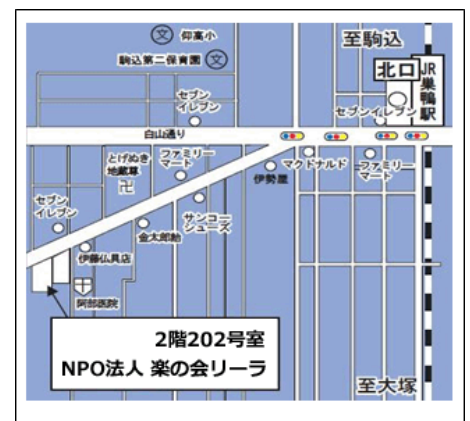 仰高小
駒込第二保育園
至駒込
北口
JR巣鴨駅
セブン
イレブン
セブンイレブン
白山通り
とげぬき
地蔵尊
ファミリー
マート
伊勢屋
マクドナルド
ファミリー
マート
セブン
イレブン
サンコー
シューズ
金太郎飴
伊藤仏具店
阿部医院
2階202号室
NPO法人 楽の会リーラ
至大塚